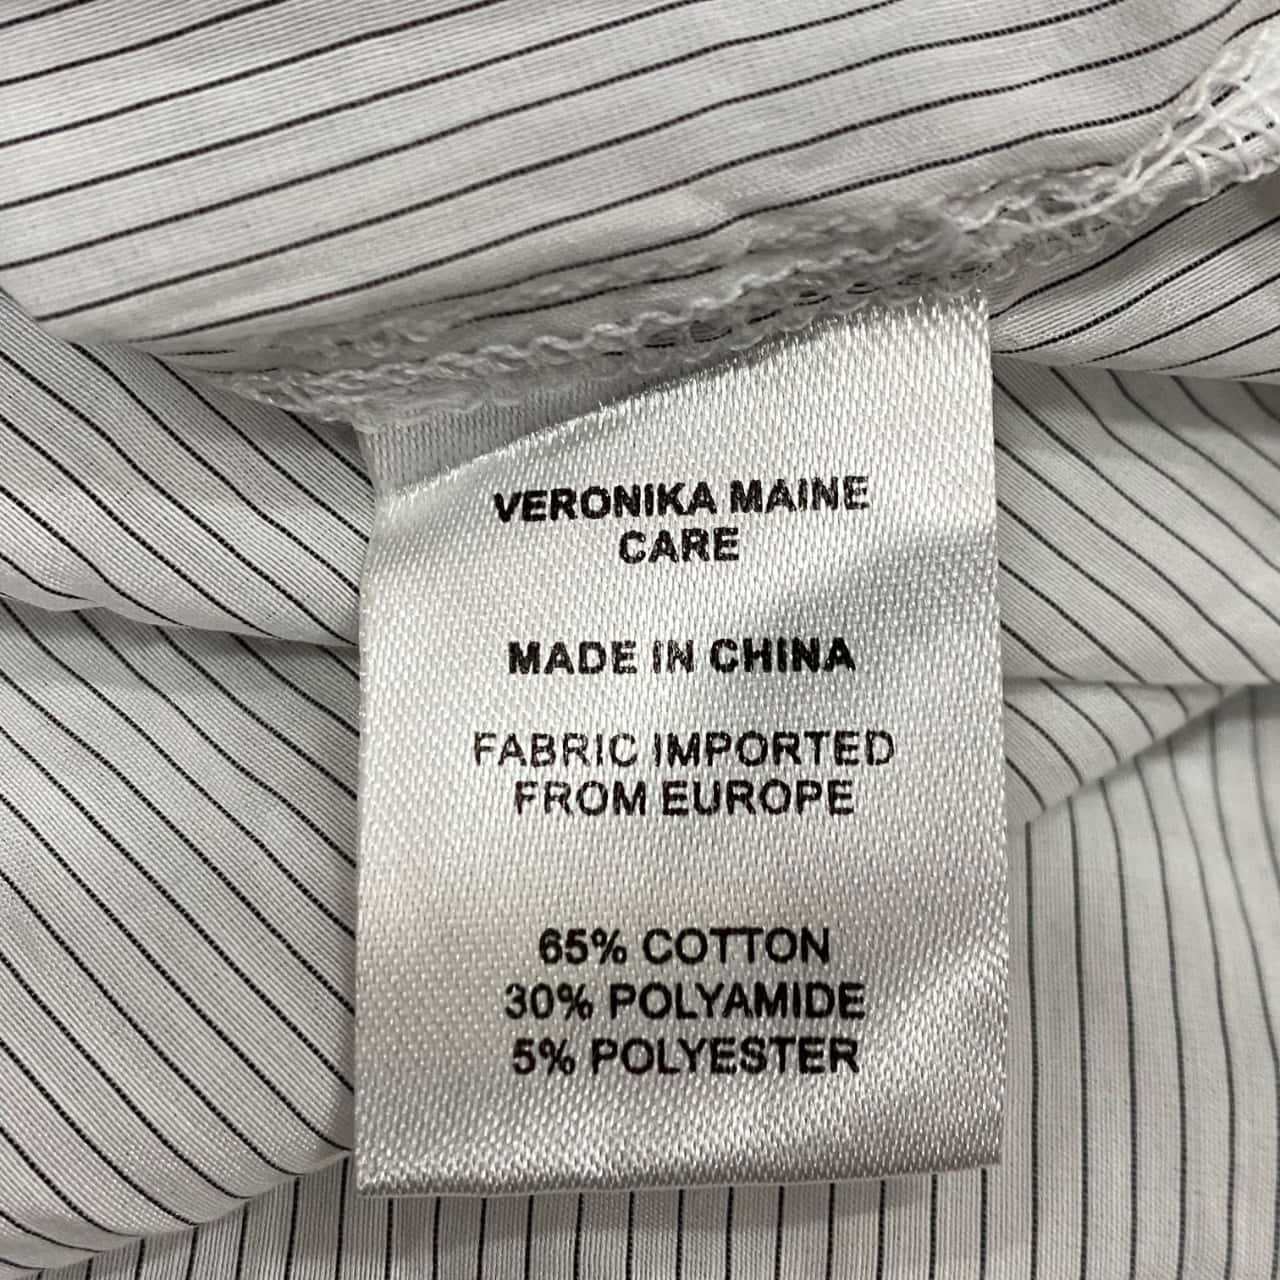 VERONIKA MAINE
CARE
MADE IN CHINA
FABRIC IMPORTED
FROM EUROPE
65% COTTON
30% POLYAMIDE
5% POLYESTER